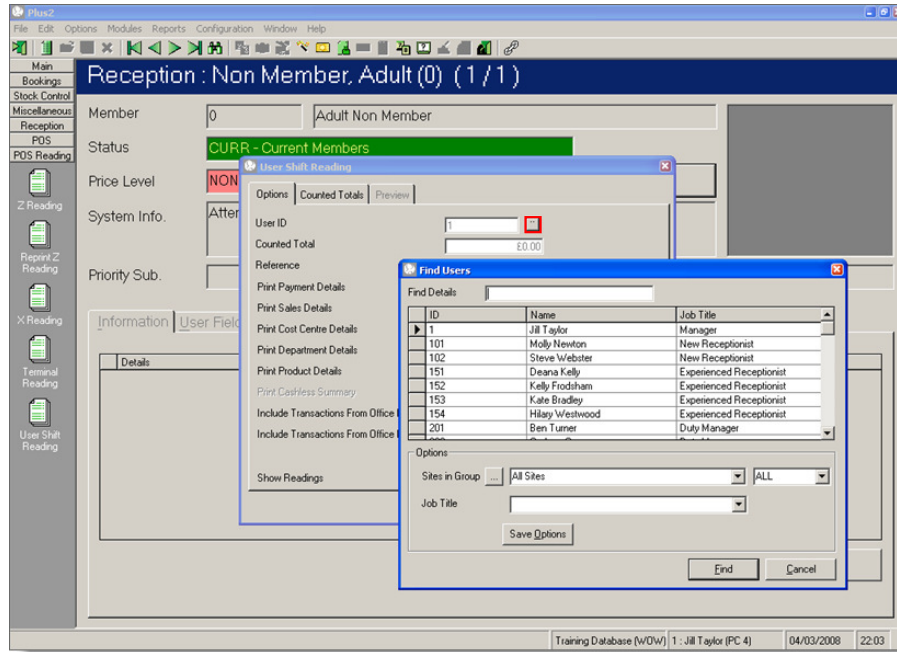 Plus2
File Edit Options Modules Reports Configuration Window Help
Main
Bookings
Stock Control
Miscellaneous
Reception
POS
POS Reading
Z Reading
Reprint Z
Reading
X Reading
Terminal
Reading
User Shift
Reading
Reception : Non Member, Adult (0) ( 1 / 1 )
Member 0 Adult Non Member
Status CURR - Current Members
Price Level NON
System Info. Atter
Priority Sub.
Information User Field
Details
User Shift Reading
Options Counted Totals Preview
User ID 1 ...
Counted Total £0.00
Reference
Print Payment Details
Print Sales Details
Print Cost Centre Details
Print Department Details
Print Product Details
Print Cashless Summary
Include Transactions From Office
Include Transactions From Office
Show Readings
Find Users
Find Details
ID Name Job Title
1 Jill Taylor Manager
101 Molly Newton New Receptionist
102 Steve Webster New Receptionist
151 Deana Kelly Experienced Receptionist
152 Kelly Frodsham Experienced Receptionist
153 Kate Bradley Experienced Receptionist
154 Hilary Westwood Experienced Receptionist
201 Ben Turner Duty Manager
Options
Sites in Group ... All Sites ALL
Job Title
Save Options
Find Cancel
Training Database (WOW) 1 : Jill Taylor (PC 4) 04/03/2008 22:03